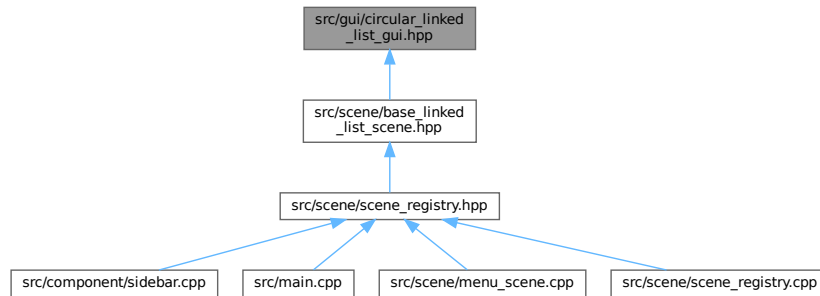 src/gui/circular_linked
_list_gui.hpp
src/scene/base_linked
_list_scene.hpp
src/scene/scene_registry.hpp
src/component/sidebar.cpp
src/main.cpp
src/scene/menu_scene.cpp
src/scene/scene_registry.cpp